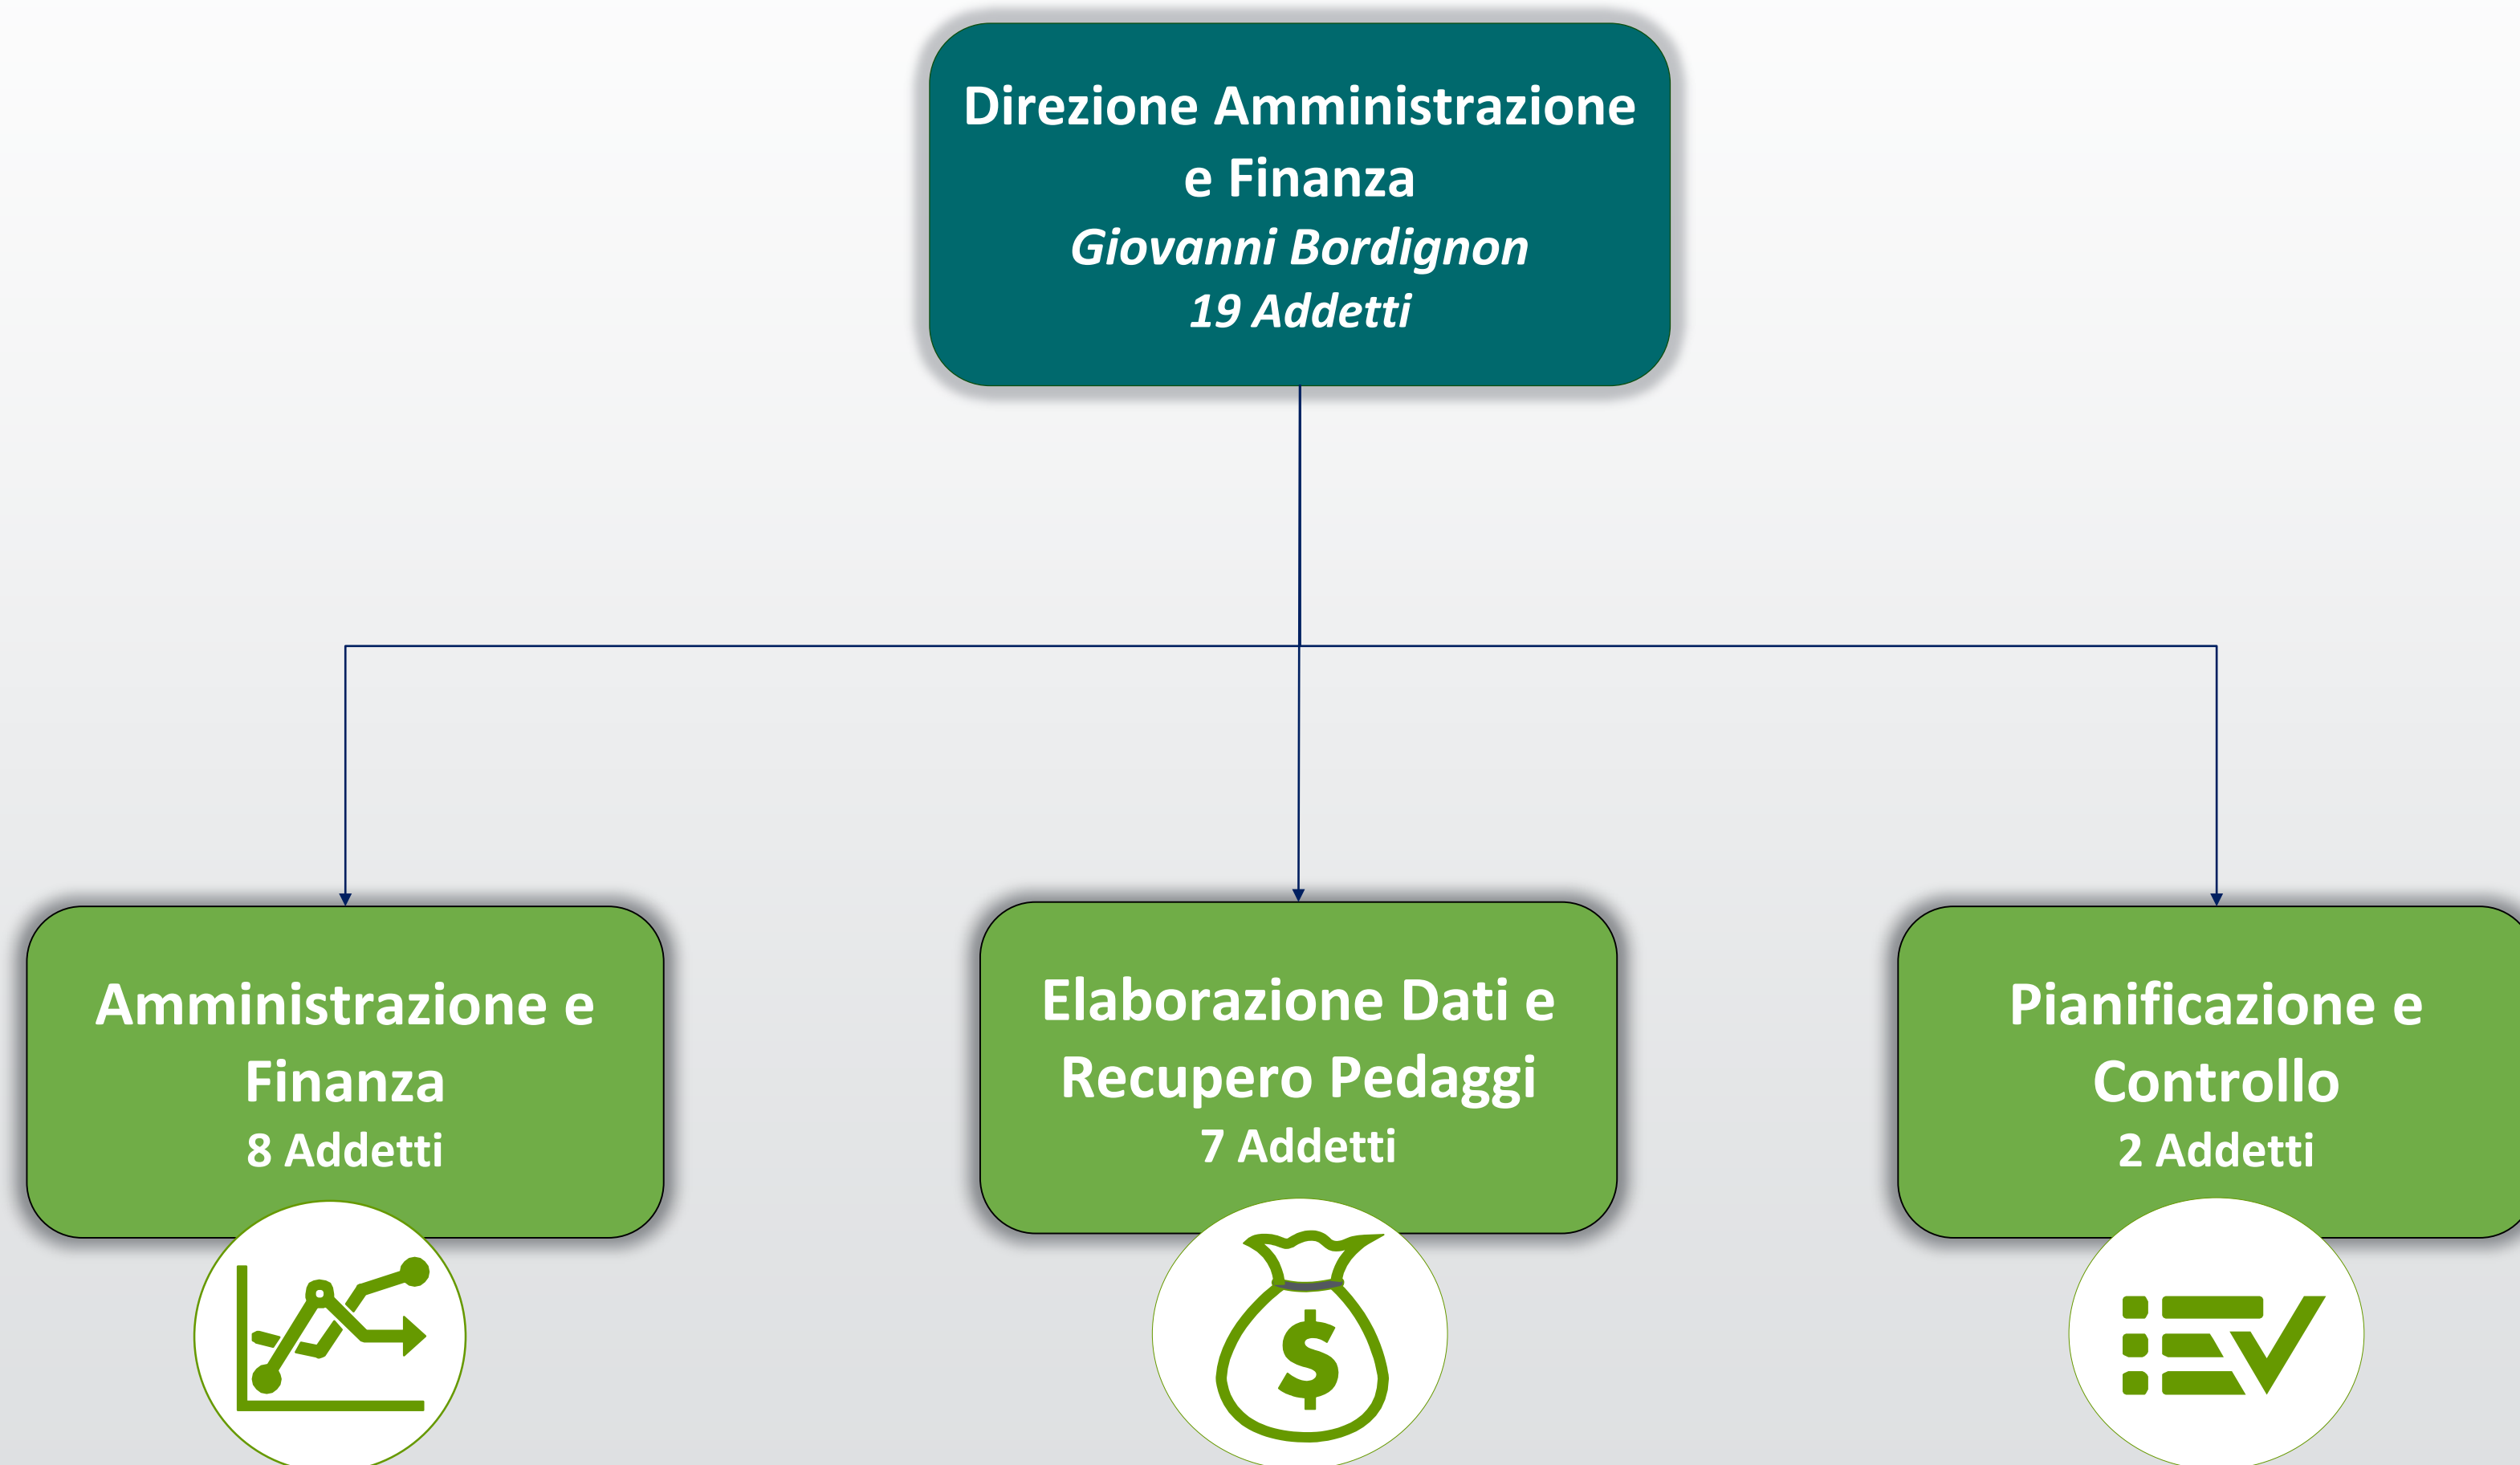 Direzione Amministrazione
e Finanza
Giovanni Bordignon
19 Addetti
Amministrazione e
Finanza
8 Addetti
Elaborazione Dati e
Recupero Pedaggi
7 Addetti
Pianificazione e
Controllo
2 Addetti
$